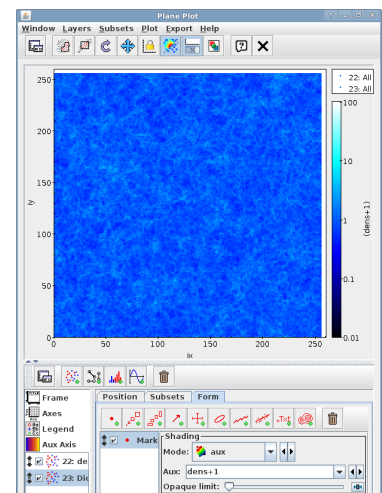 Plane Plot
Window Layers Subsets Plot Export Help
22: All
23: All
250
200
150
100
50
0
iy
0 50 100 150 200 250
ix
100
10
1
0.1
0.01
(dens+1)
Frame
Axes
Legend
Aux Axis
22: de
23: Dic
Position Subsets Form
Mark
Shading
Mode: aux
Aux: dens+1
Opaque limit: